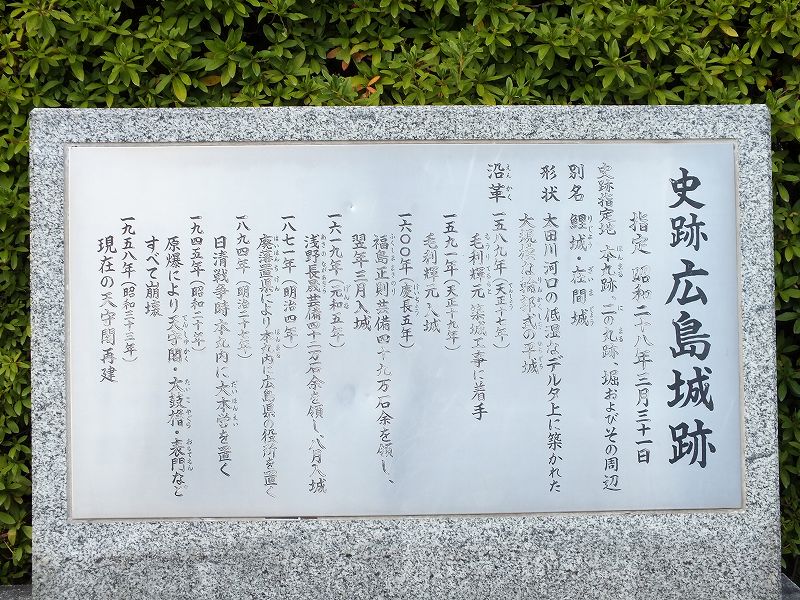 史跡広島城跡
指定 昭和二十八年三月三十一日
史跡指定地 本丸跡、二の丸跡、堀およびその周辺
別名 鯉城・在間城
形状 太田川河口の低湿なデルタ上に築かれた
大規模な輪郭式の平城
沿革 一五八九年(天正十七年)
毛利輝元築城工事に着手
一五九一年(天正十九年)
毛利輝元入城
一六〇〇年(慶長五年)
福島正則芸備四十九万石余を領し、
翌年三月入城
一六一九年(元和五年)
浅野長晟芸備四十二万石余を領し、八月入城
一八七一年(明治四年)
廃藩置県により本丸内に広島県の役所を置く
一八九四年(明治二十七年)
日清戦争時本丸内に大本営を置く
一九四五年(昭和二十年)
原爆により天守閣・太鼓櫓・表門など
すべて崩壊
一九五八年(昭和三十三年)
現在の天守閣再建